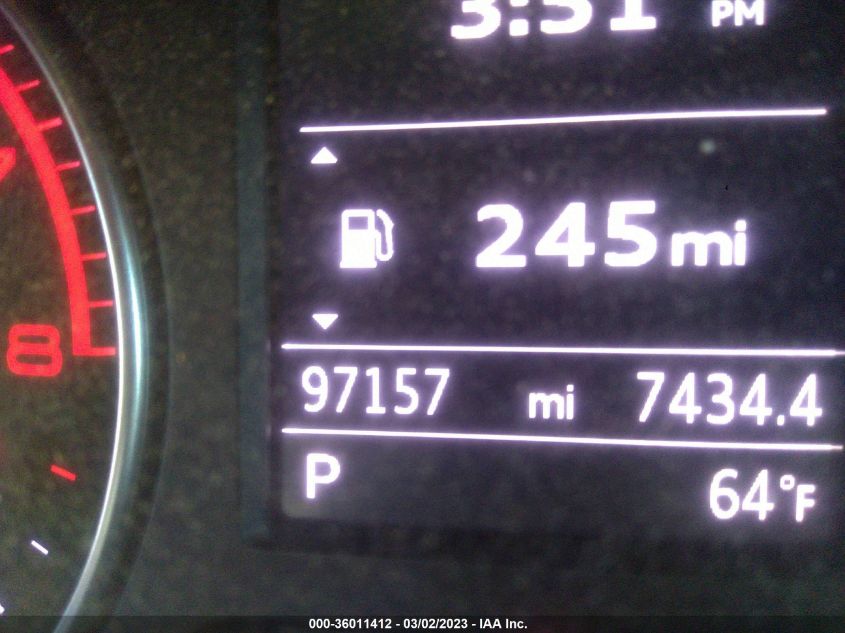 3:51 PM
245 mi
97157 mi 7434.4
8
P 64°F
000-36011412 - 03/02/2023 - IAA Inc.